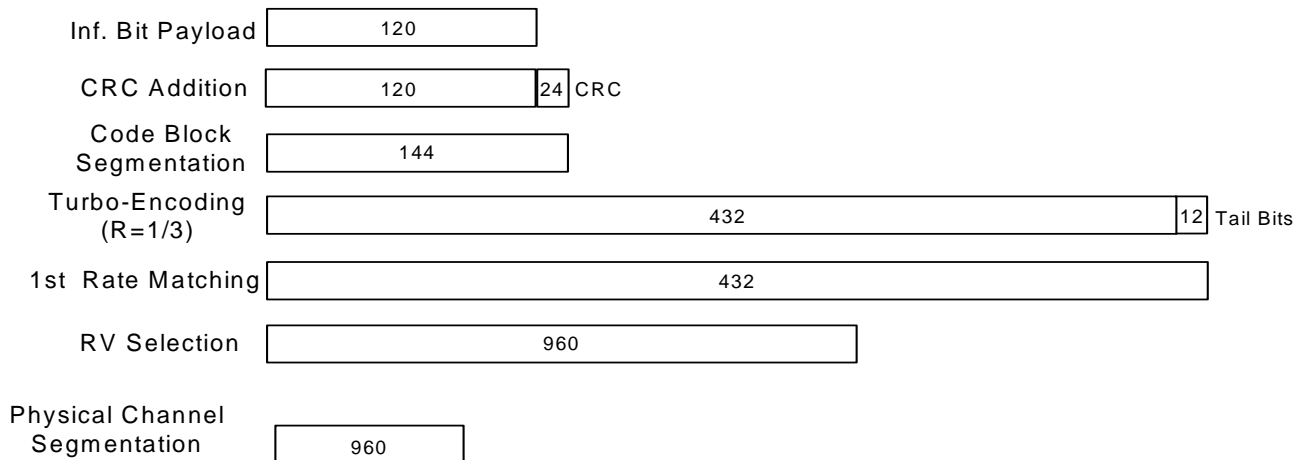 Inf. Bit Payload 120
CRC Addition 120 24 CRC
Code Block
Segmentation 144
Turbo-Encoding
(R=1/3) 432 12 Tail Bits
1st Rate Matching 432
RV Selection 960
Physical Channel
Segmentation 960